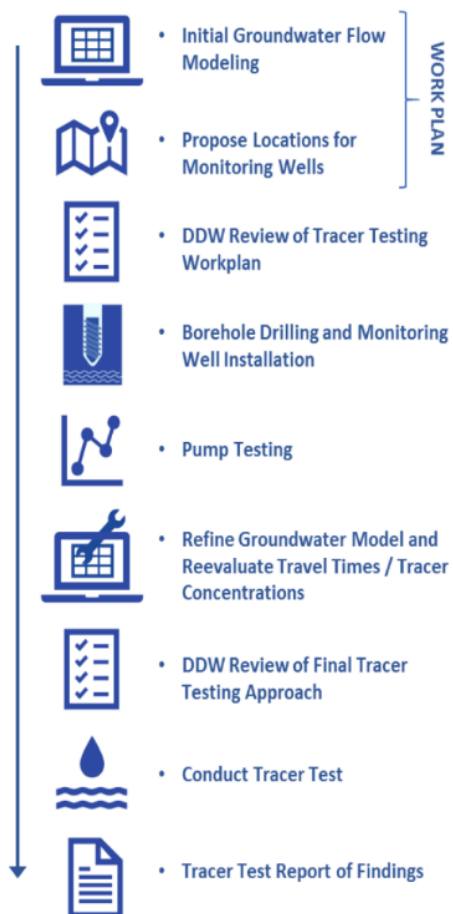 • Initial Groundwater Flow
Modeling
WORK PLAN
• Propose Locations for
Monitoring Wells
• DDW Review of Tracer Testing
Workplan
• Borehole Drilling and Monitoring
Well Installation
• Pump Testing
• Refine Groundwater Model and
Reevaluate Travel Times / Tracer
Concentrations
• DDW Review of Final Tracer
Testing Approach
• Conduct Tracer Test
• Tracer Test Report of Findings